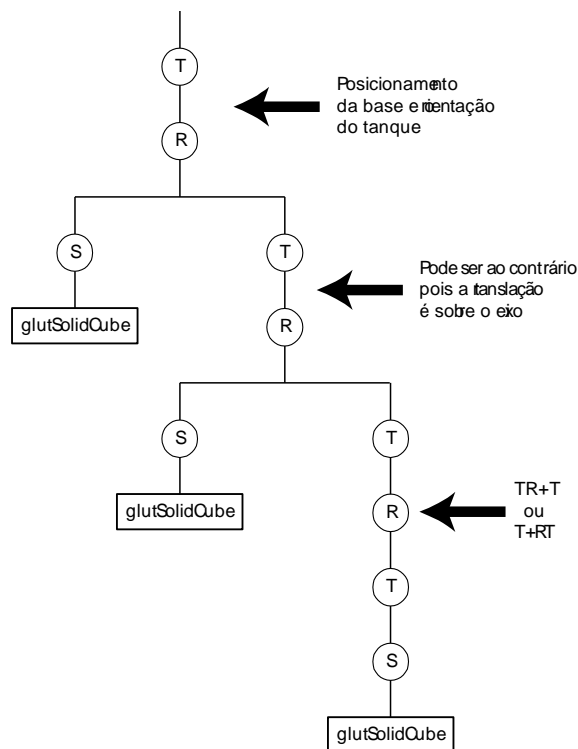 T
Posicionamento
da base e orientação
do tanque
R
S
T
Pode ser ao contrário
pois a translação
é sobre o eixo
glutSolidCube
R
S
T
glutSolidCube
R
TR+T
ou
T+RT
T
S
glutSolidCube